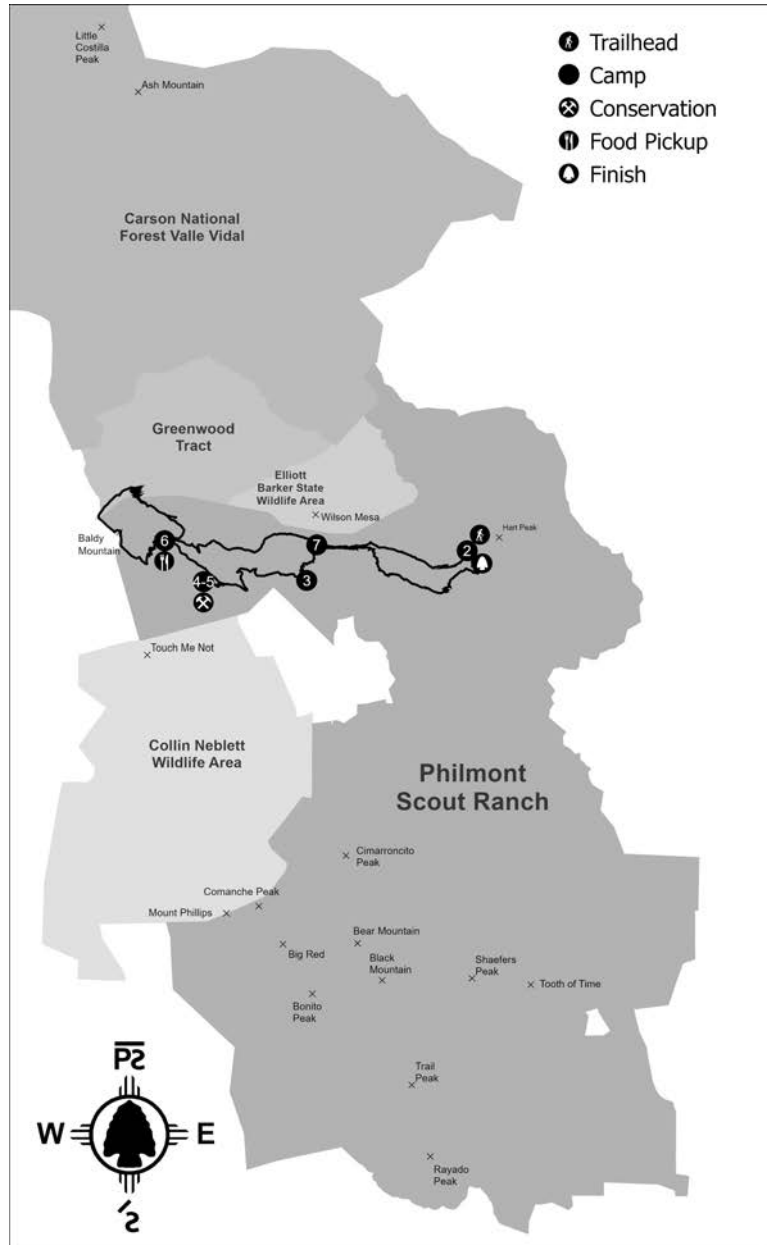 Little
Costilla
Peak
Ash Mountain
Trailhead
Camp
Conservation
Food Pickup
Finish
Carson National
Forest Valle Vidal
Greenwood
Tract
Elliott
Barker State
Wildlife Area
Wilson Mesa
Hart Peak
Baldy
Mountain
6
7
2
4-5
3
Touch Me Not
Collin Neblett
Wildlife Area
Philmont
Scout Ranch
Cimarroncito
Peak
Comanche Peak
Mount Phillips
Bear Mountain
Big Red
Black
Mountain
Shaefers
Peak
Tooth of Time
Bonito
Peak
Trail
Peak
Rayado
Peak
W
E